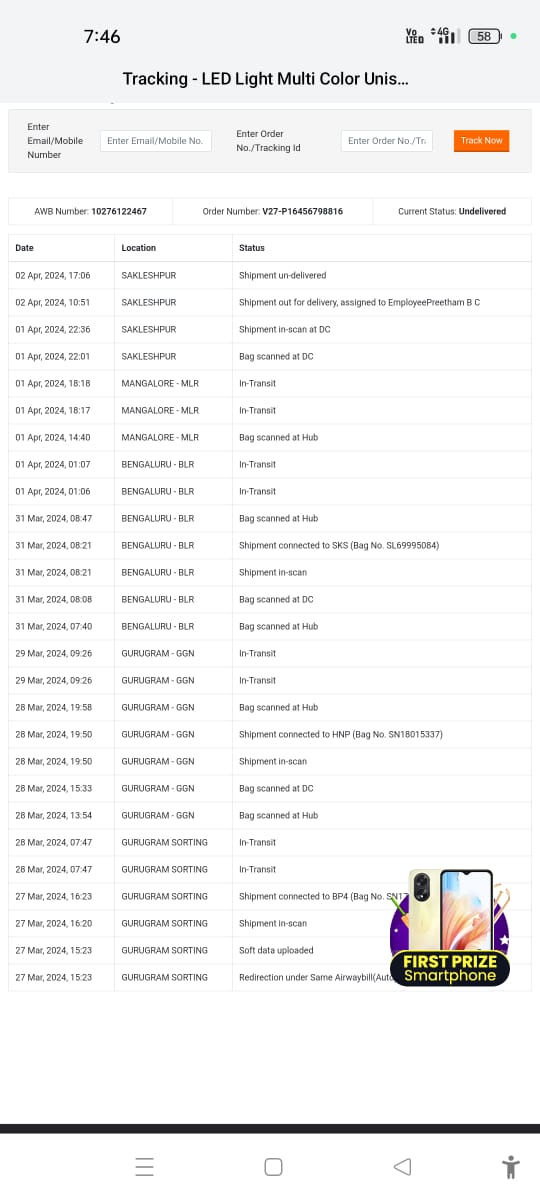 7:46
Vo LTE 4G 58
Tracking - LED Light Multi Color Unis...
Enter Email/Mobile Number
Enter Email/Mobile No.
Enter Order No./Tracking Id
Enter Order No./Tra
Track Now
AWB Number: 10276122467 Order Number: V27-P16456798816 Current Status: Undelivered
Date Location Status
02 Apr, 2024, 17:06 SAKLESHPUR Shipment un-delivered
02 Apr, 2024, 10:51 SAKLESHPUR Shipment out for delivery, assigned to EmployeePreetham B C
01 Apr, 2024, 22:36 SAKLESHPUR Shipment in-scan at DC
01 Apr, 2024, 22:01 SAKLESHPUR Bag scanned at DC
01 Apr, 2024, 18:18 MANGALORE - MLR In-Transit
01 Apr, 2024, 18:17 MANGALORE - MLR In-Transit
01 Apr, 2024, 14:40 MANGALORE - MLR Bag scanned at Hub
01 Apr, 2024, 01:07 BENGALURU - BLR In-Transit
01 Apr, 2024, 01:06 BENGALURU - BLR In-Transit
31 Mar, 2024, 08:47 BENGALURU - BLR Bag scanned at Hub
31 Mar, 2024, 08:21 BENGALURU - BLR Shipment connected to SKS (Bag No. SL69995084)
31 Mar, 2024, 08:21 BENGALURU - BLR Shipment in-scan
31 Mar, 2024, 08:08 BENGALURU - BLR Bag scanned at DC
31 Mar, 2024, 07:40 BENGALURU - BLR Bag scanned at Hub
29 Mar, 2024, 09:26 GURUGRAM - GGN In-Transit
29 Mar, 2024, 09:26 GURUGRAM - GGN In-Transit
28 Mar, 2024, 19:58 GURUGRAM - GGN Bag scanned at Hub
28 Mar, 2024, 19:50 GURUGRAM - GGN Shipment connected to HNP (Bag No. SN18015337)
28 Mar, 2024, 19:50 GURUGRAM - GGN Shipment in-scan
28 Mar, 2024, 15:33 GURUGRAM - GGN Bag scanned at DC
28 Mar, 2024, 13:54 GURUGRAM - GGN Bag scanned at Hub
28 Mar, 2024, 07:47 GURUGRAM SORTING In-Transit
28 Mar, 2024, 07:47 GURUGRAM SORTING In-Transit
27 Mar, 2024, 16:23 GURUGRAM SORTING Shipment connected to BP4 (Bag No. SN17
27 Mar, 2024, 16:20 GURUGRAM SORTING Shipment in-scan
27 Mar, 2024, 15:23 GURUGRAM SORTING Soft data uploaded
27 Mar, 2024, 15:23 GURUGRAM SORTING Redirection under Same Airwaybill(Auto
FIRST PRIZE
Smartphone